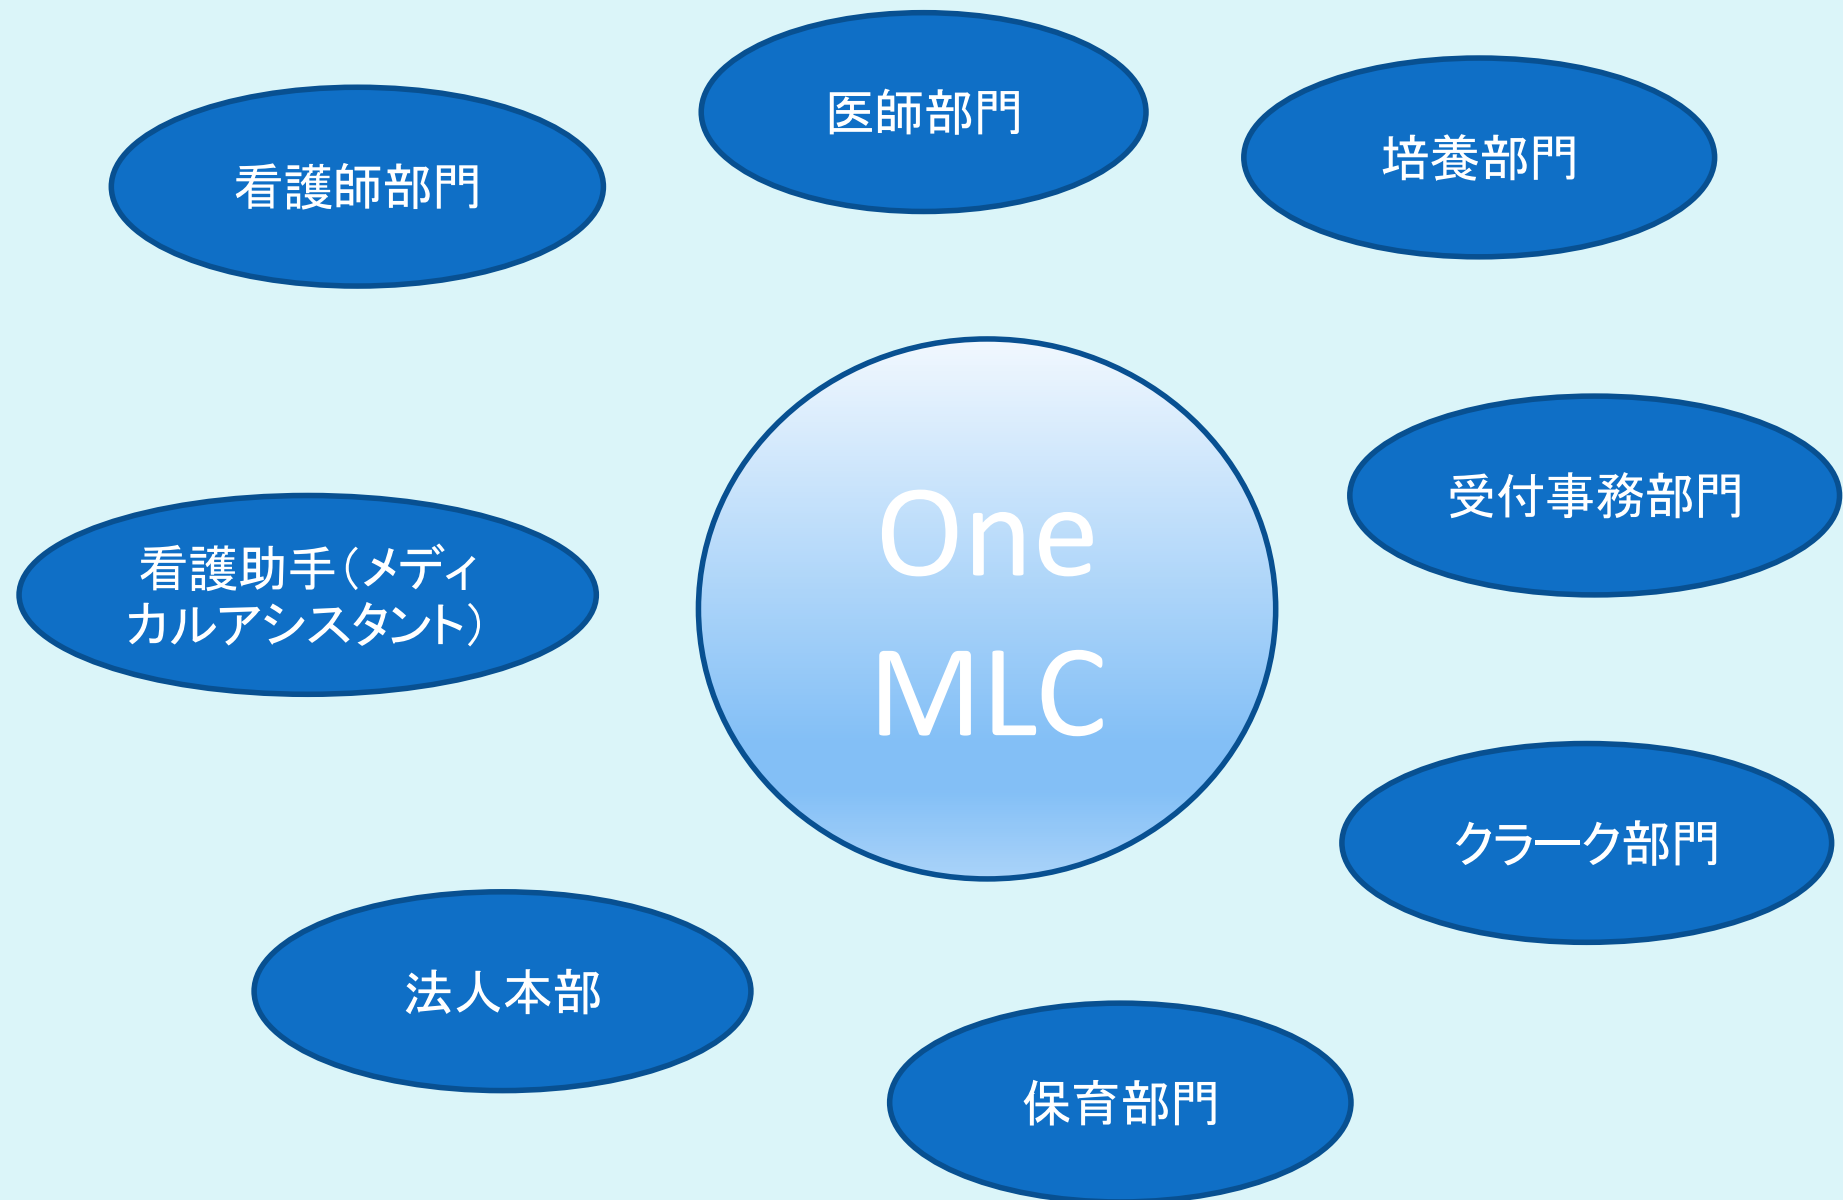 医師部門
培養部門
看護師部門
受付事務部門
One
MLC
看護助手（メディ
カルアシスタント）
クラーク部門
法人本部
保育部門